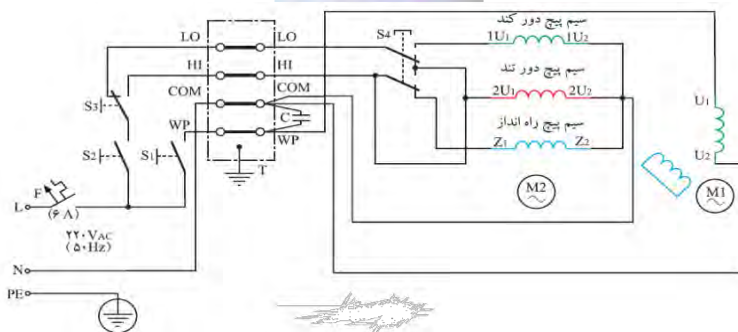 سیم پیچ دور کند
LO LO S4 1U1 1U2
HI HI سیم پیچ دور تند
COM COM 2U1 2U2
S3 C U1
WP WP سیم پیچ راه انداز
S2 S1 Z1 Z2
U2
T
F M2 M1
L (۶ A)
۲۲۰ VAC
(۵۰ Hz)
N
PE